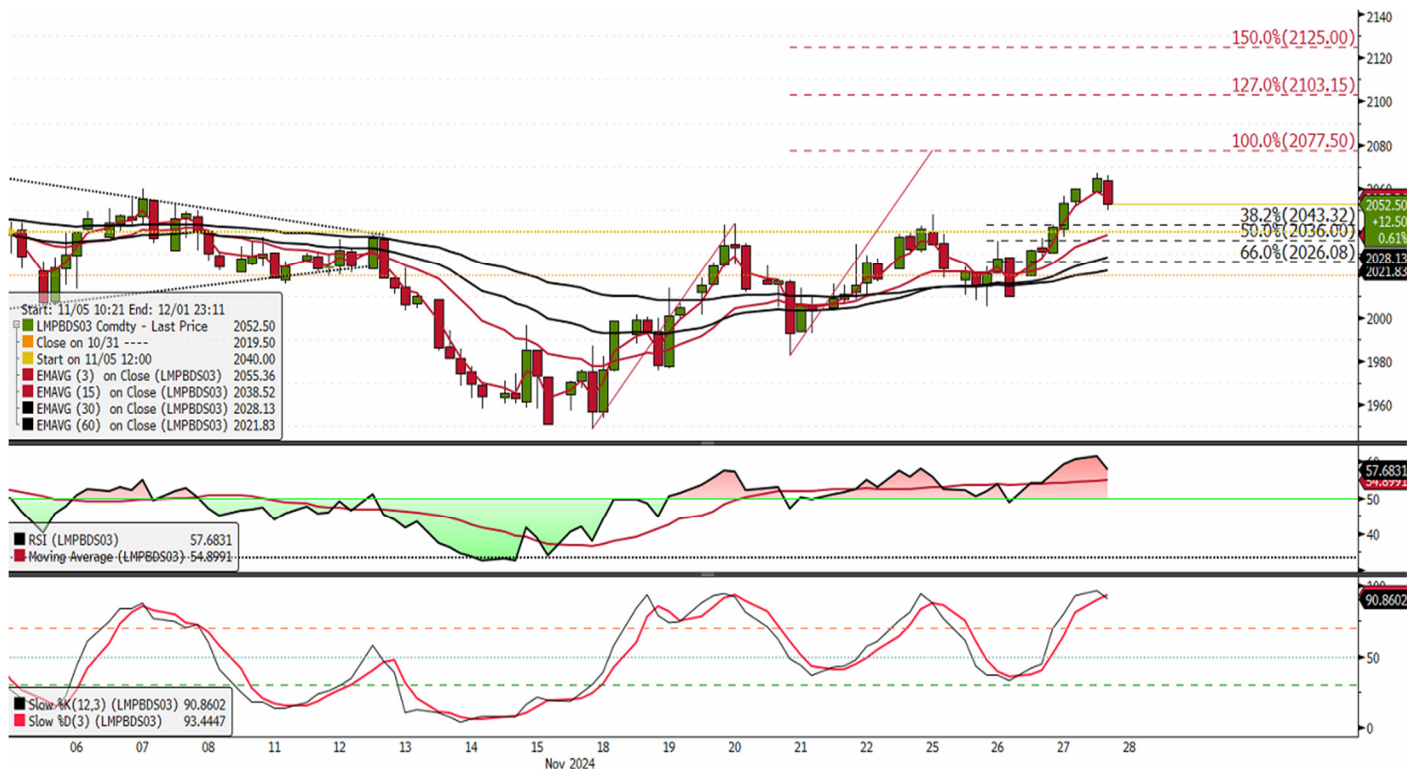 2140
150.0%(2125.00)
2120
127.0%(2103.15)
2100
100.0%(2077.50)
2080
2052.50
+12.50
0.61%
38.2%(2043.32)
50.0%(2036.00)
66.0%(2026.08)
2028.13
2021.83
2000
1980
1960
Start: 11/05 10:21 End: 12/01 23:11
LMPBDS03 Comdty - Last Price 2052.50
Close on 10/31 ---- 2019.50
Start on 11/05 12:00 2040.00
EMAVG (3) on Close (LMPBDS03) 2055.36
EMAVG (15) on Close (LMPBDS03) 2038.52
EMAVG (30) on Close (LMPBDS03) 2028.13
EMAVG (60) on Close (LMPBDS03) 2021.83
57.6831
54.8991
50
40
RSI (LMPBDS03) 57.6831
Moving Average (LMPBDS03) 54.8991
100
90.8602
50
0
Slow %K(12,3) (LMPBDS03) 90.8602
Slow %D(3) (LMPBDS03) 93.4447
06 07 08 11 12 13 14 15 18 19 20 21 22 25 26 27 28
Nov 2024